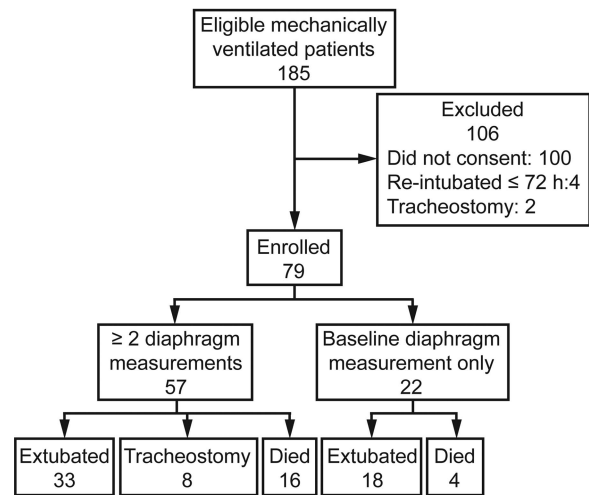 Eligible mechanically
ventilated patients
185
Excluded
106
Did not consent: 100
Re-intubated ≤ 72 h:4
Tracheostomy: 2
Enrolled
79
≥ 2 diaphragm
measurements
57
Baseline diaphragm
measurement only
22
Extubated
33
Tracheostomy
8
Died
16
Extubated
18
Died
4